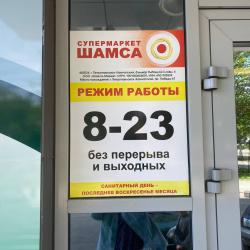 СУПЕРМАРКЕТ
ШАМСА
РЕЖИМ РАБОТЫ
8-23
без перерыва
и выходных
САНИТАРНЫЙ ДЕНЬ -
ПОСЛЕДНЕЕ ВОСКРЕСЕНЬЕ МЕСЯЦА